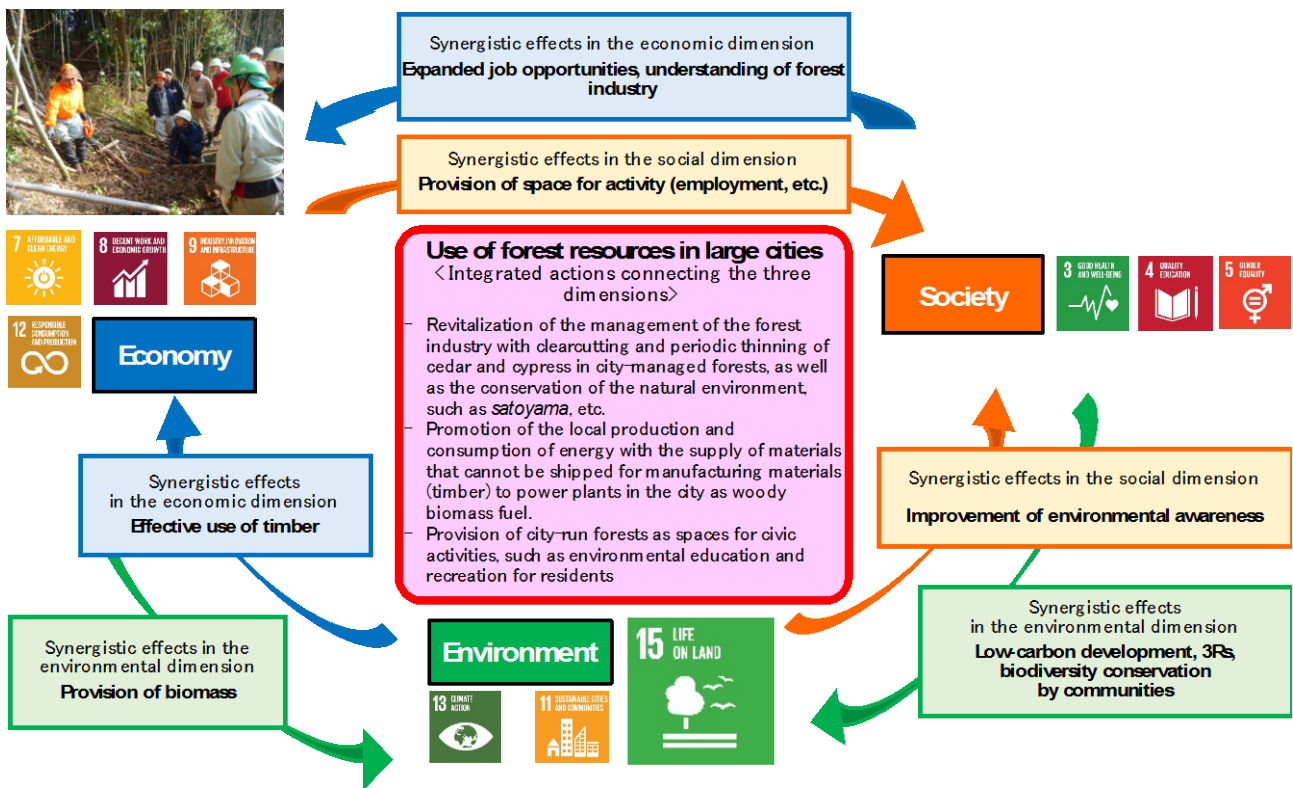 Synergistic effects in the economic dimension
Expanded job opportunities, understanding of forest
industry
Synergistic effects in the social dimension
Provision of space for activity (employment, etc.)
7 AFFORDABLE AND
CLEAN ENERGY
8 DECENT WORK AND
ECONOMIC GROWTH
9 INDUSTRY, INNOVATION
AND INFRASTRUCTURE
12 RESPONSIBLE
CONSUMPTION
AND PRODUCTION
Economy
Use of forest resources in large cities
<Integrated actions connecting the three
dimensions>
- Revitalization of the management of the forest
industry with clearcutting and periodic thinning of
cedar and cypress in city-managed forests, as well
as the conservation of the natural environment,
such as satoyama, etc.
- Promotion of the local production and
consumption of energy with the supply of materials
that cannot be shipped for manufacturing materials
(timber) to power plants in the city as woody
biomass fuel.
- Provision of city-run forests as spaces for civic
activities, such as environmental education and
recreation for residents
Society
3 GOOD HEALTH
AND WELL-BEING
4 QUALITY
EDUCATION
5 GENDER
EQUALITY
Synergistic effects
in the economic dimension
Effective use of timber
Synergistic effects in the social dimension
Improvement of environmental awareness
Synergistic effects in the
environmental dimension
Provision of biomass
Environment
13 CLIMATE
ACTION
11 SUSTAINABLE CITIES
AND COMMUNITIES
15 LIFE
ON LAND
Synergistic effects
in the environmental dimension
Low-carbon development, 3Rs,
biodiversity conservation
by communities